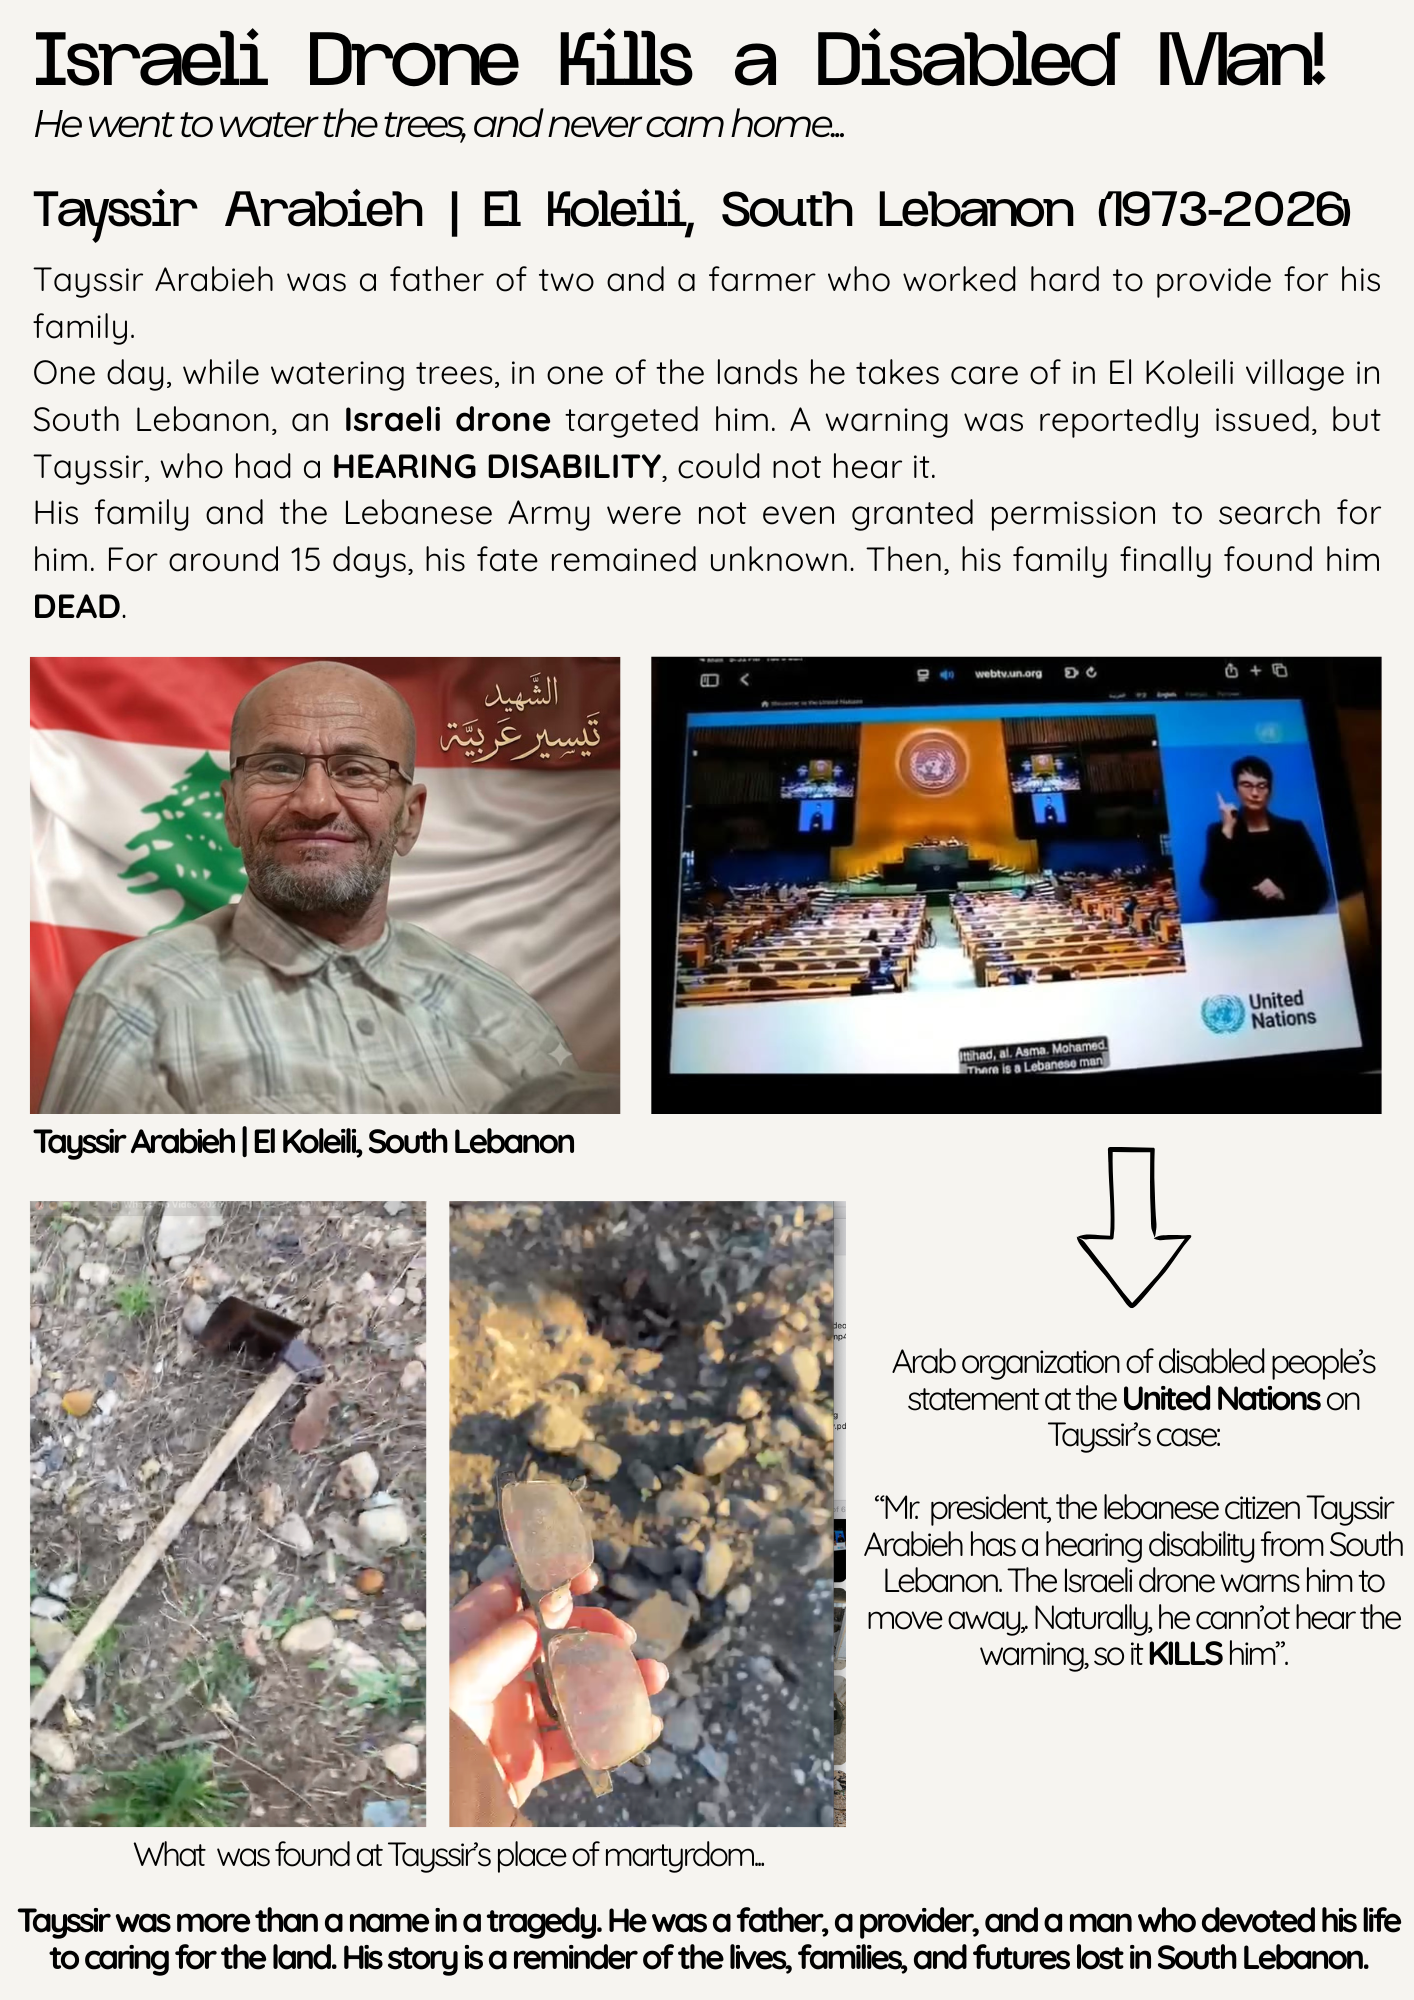 Israeli Drone Kills a Disabled Man!
He went to water the trees, and never cam home...
Tayssir Arabieh | El Koleili, South Lebanon (1973-2026)
Tayssir Arabieh was a father of two and a farmer who worked hard to provide for his
family.
One day, while watering trees, in one of the lands he takes care of in El Koleili village in
South Lebanon, an Israeli drone targeted him. A warning was reportedly issued, but
Tayssir, who had a HEARING DISABILITY, could not hear it.
His family and the Lebanese Army were not even granted permission to search for
him. For around 15 days, his fate remained unknown. Then, his family finally found him
DEAD.
الشَّهِيد
تَيسير عَرَبيَّة
webtv.un.org
Welcome to the United Nations
English
United
Nations
Ittihad, al. Asma. Mohamed.
There is a Lebanese man
Tayssir Arabieh | El Koleili, South Lebanon
Arab organization of disabled people's
statement at the United Nations on
Tayssir's case:
“Mr. president, the lebanese citizen Tayssir
Arabieh has a hearing disability from South
Lebanon. The Israeli drone warns him to
move away,. Naturally, he cann'ot hear the
warning, so it KILLS him”.
What was found at Tayssir's place of martyrdom...
Tayssir was more than a name in a tragedy. He was a father, a provider, and a man who devoted his life
to caring for the land. His story is a reminder of the lives, families, and futures lost in South Lebanon.